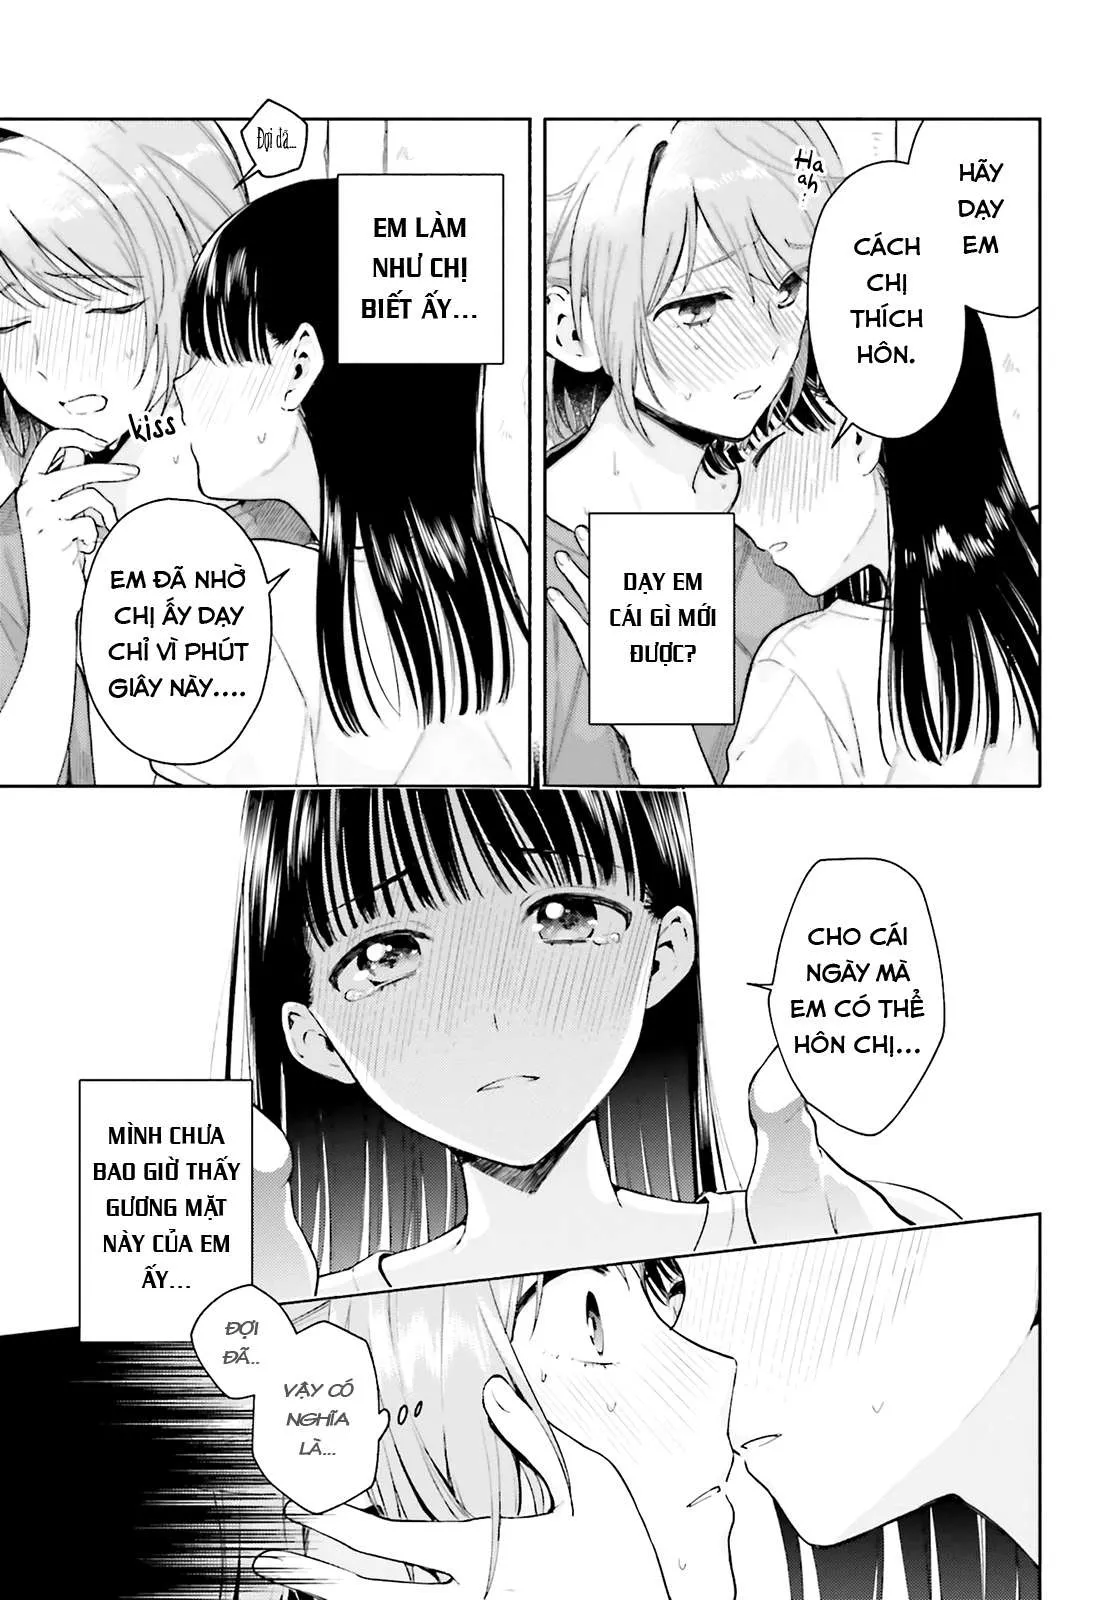 HÃY
DẠY
EM
CÁCH
CHỊ
THÍCH
HÔN.
Ha
ah...
DẠY EM
CÁI GÌ MỚI
ĐƯỢC?
Đợi đã...
EM LÀM
NHƯ CHỊ
BIẾT ẤY...
kiss
EM ĐÃ NHỜ
CHỊ ẤY DẠY
CHỈ VÌ PHÚT
GIÂY NÀY....
CHO CÁI
NGÀY MÀ
EM CÓ THỂ
HÔN CHỊ...
MÌNH CHƯA
BAO GIỜ THẤY
GƯƠNG MẶT
NÀY CỦA EM
ẤY...
ĐỢI
ĐÃ...
VẬY CÓ
NGHĨA
LÀ...